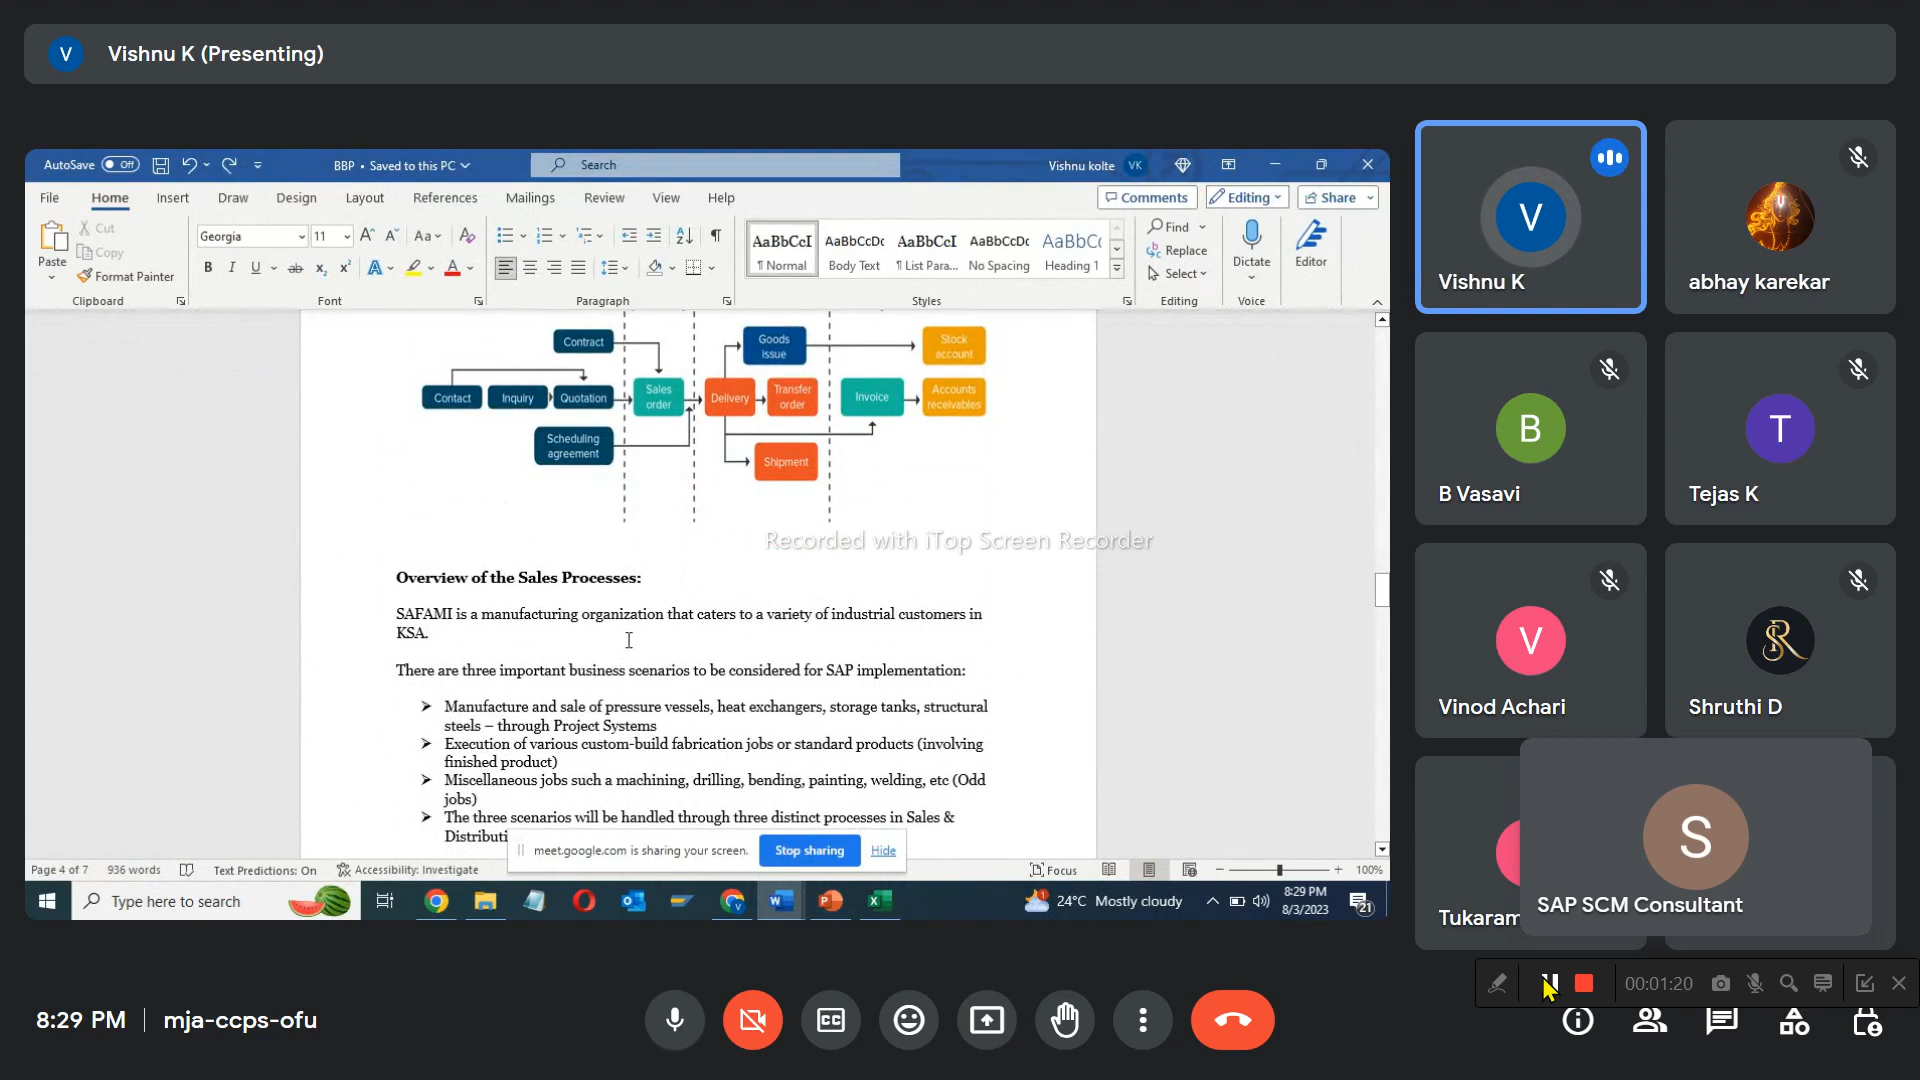 V Vishnu K (Presenting)
AutoSave Off BBP • Saved to this PC Search Vishnu kolte VK
File Home Insert Draw Design Layout References Mailings Review View Help Comments Editing Share
Paste Cut Copy Format Painter
Georgia 11 Aa
B I U ab x₂ x² A A
AaBbCcI AaBbCcDc AaBbCcI AaBbCcDc AaBbCc
¶ Normal Body Text ¶ List Para... No Spacing Heading 1
Find Replace Select Dictate Editor
Clipboard Font Paragraph Styles Editing Voice
Contract
Goods issue
Stock account
Contact Inquiry Quotation
Sales order
Delivery
Transfer order
Invoice
Accounts receivables
Scheduling agreement
Shipment
Recorded with iTop Screen Recorder
Overview of the Sales Processes:
SAFAMI is a manufacturing organization that caters to a variety of industrial customers in
KSA.
There are three important business scenarios to be considered for SAP implementation:
Manufacture and sale of pressure vessels, heat exchangers, storage tanks, structural
steels – through Project Systems
Execution of various custom-build fabrication jobs or standard products (involving
finished product)
Miscellaneous jobs such a machining, drilling, bending, painting, welding, etc (Odd
jobs)
The three scenarios will be handled through three distinct processes in Sales &
Distributi
meet.google.com is sharing your screen. Stop sharing Hide
Page 4 of 7 936 words Text Predictions: On Accessibility: Investigate Focus 100%
Type here to search 24°C Mostly cloudy 8:29 PM
8/3/2023 21
V
Vishnu K
abhay karekar
B
B Vasavi
T
Tejas K
V
Vinod Achari
SR
Shruthi D
Tukaram
S
SAP SCM Consultant
00:01:20
8:29 PM mja-ccps-ofu CC